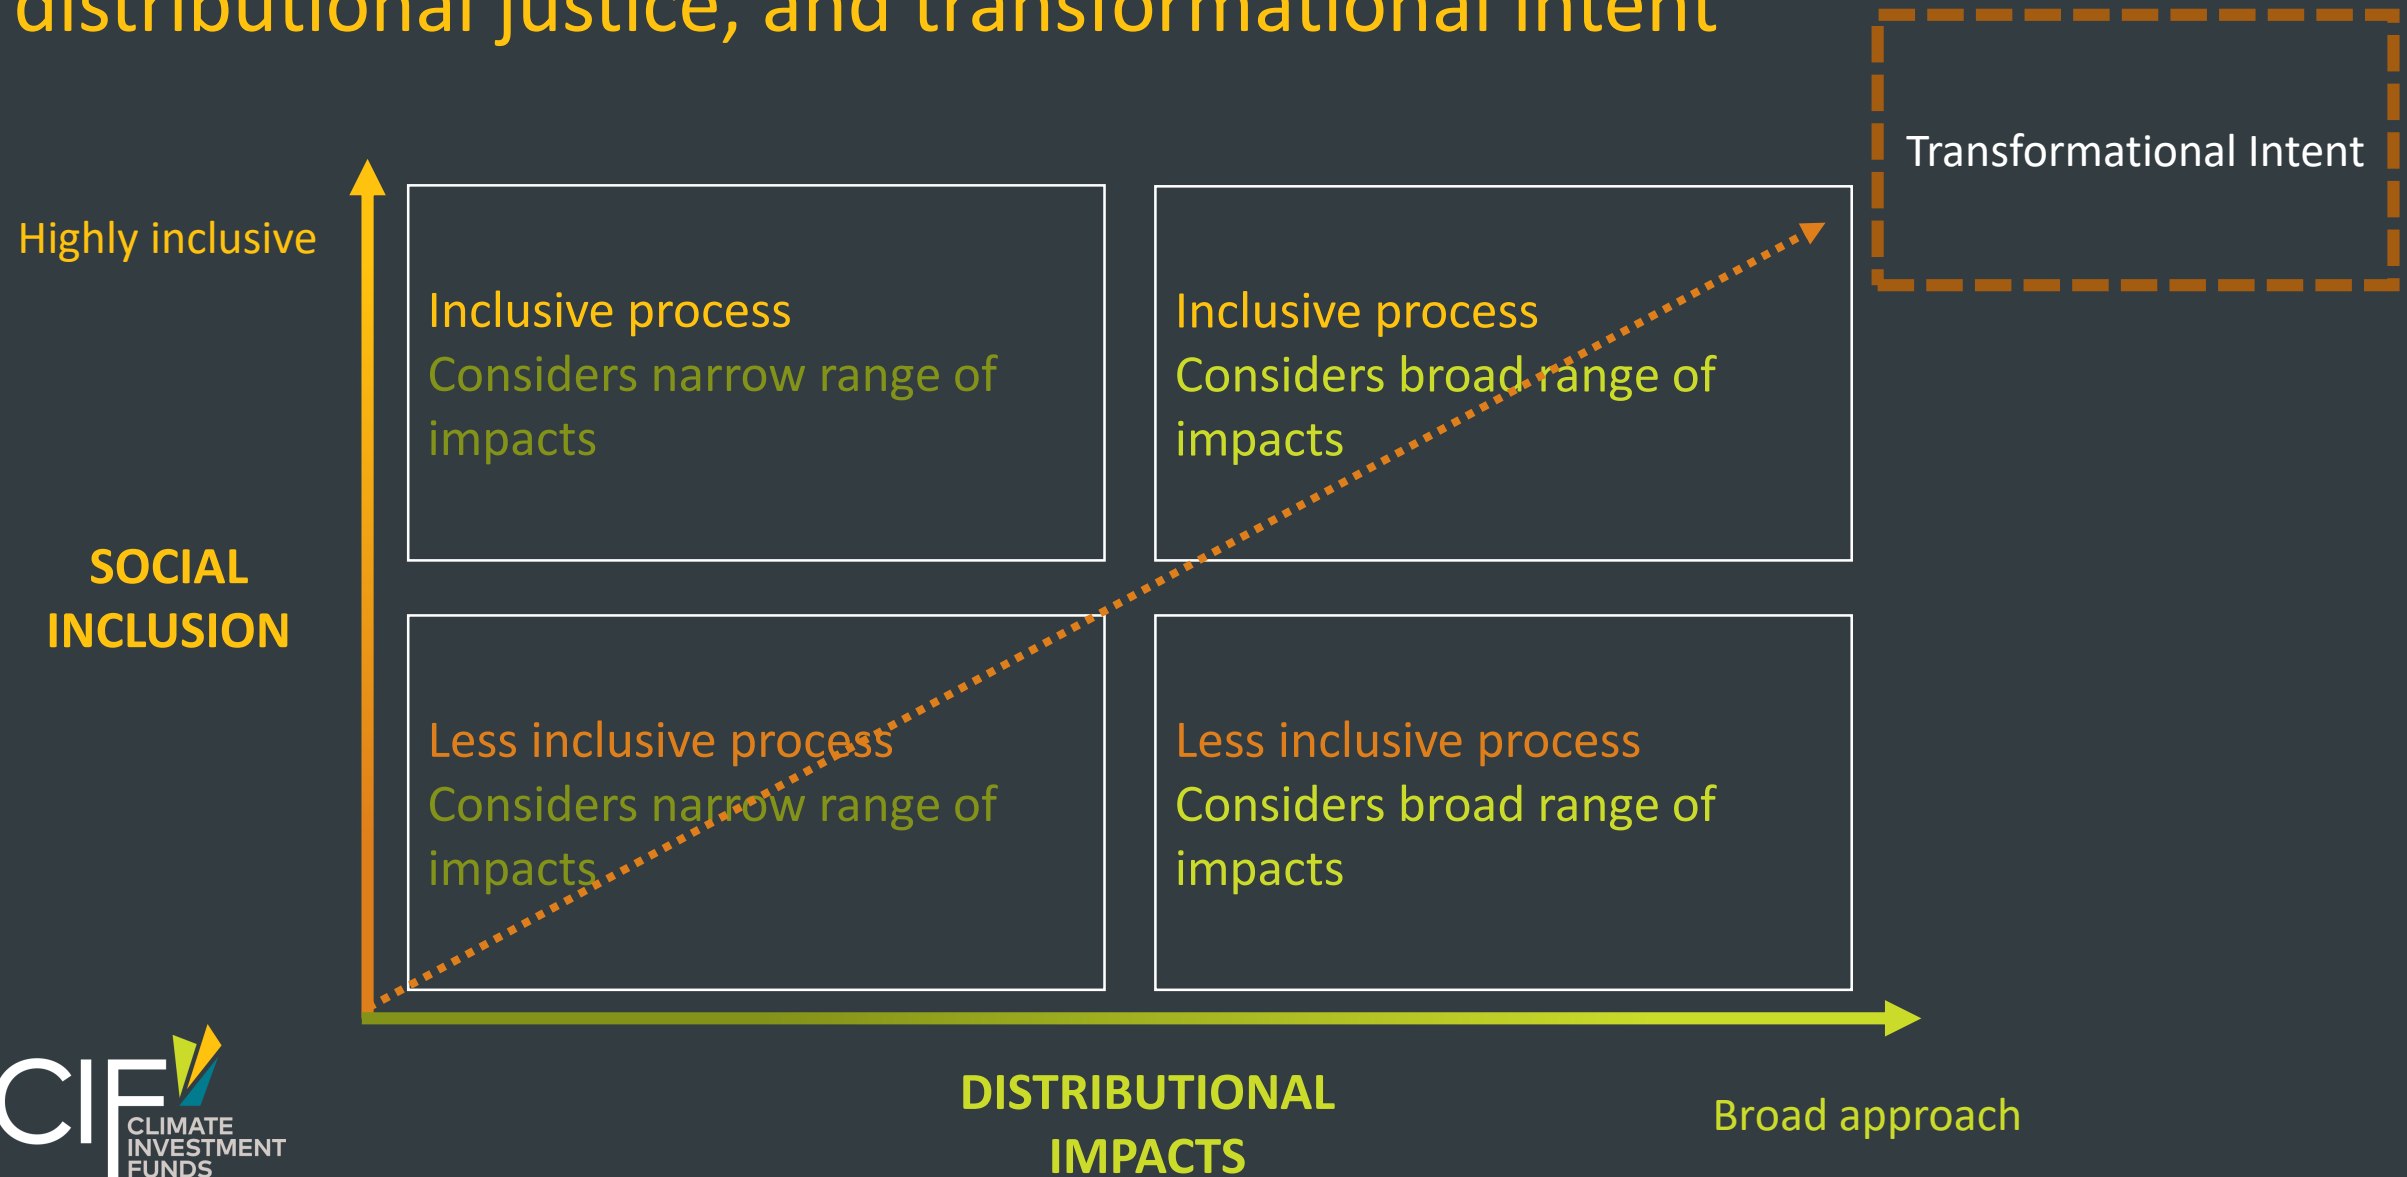 distributional justice, and transformational intent
Transformational Intent
Highly inclusive
Inclusive process
Considers narrow range of
impacts
Inclusive process
Considers broad range of
impacts
SOCIAL
INCLUSION
Less inclusive process
Considers narrow range of
impacts
Less inclusive process
Considers broad range of
impacts
DISTRIBUTIONAL
IMPACTS
Broad approach
CIF
CLIMATE
INVESTMENT
FUNDS